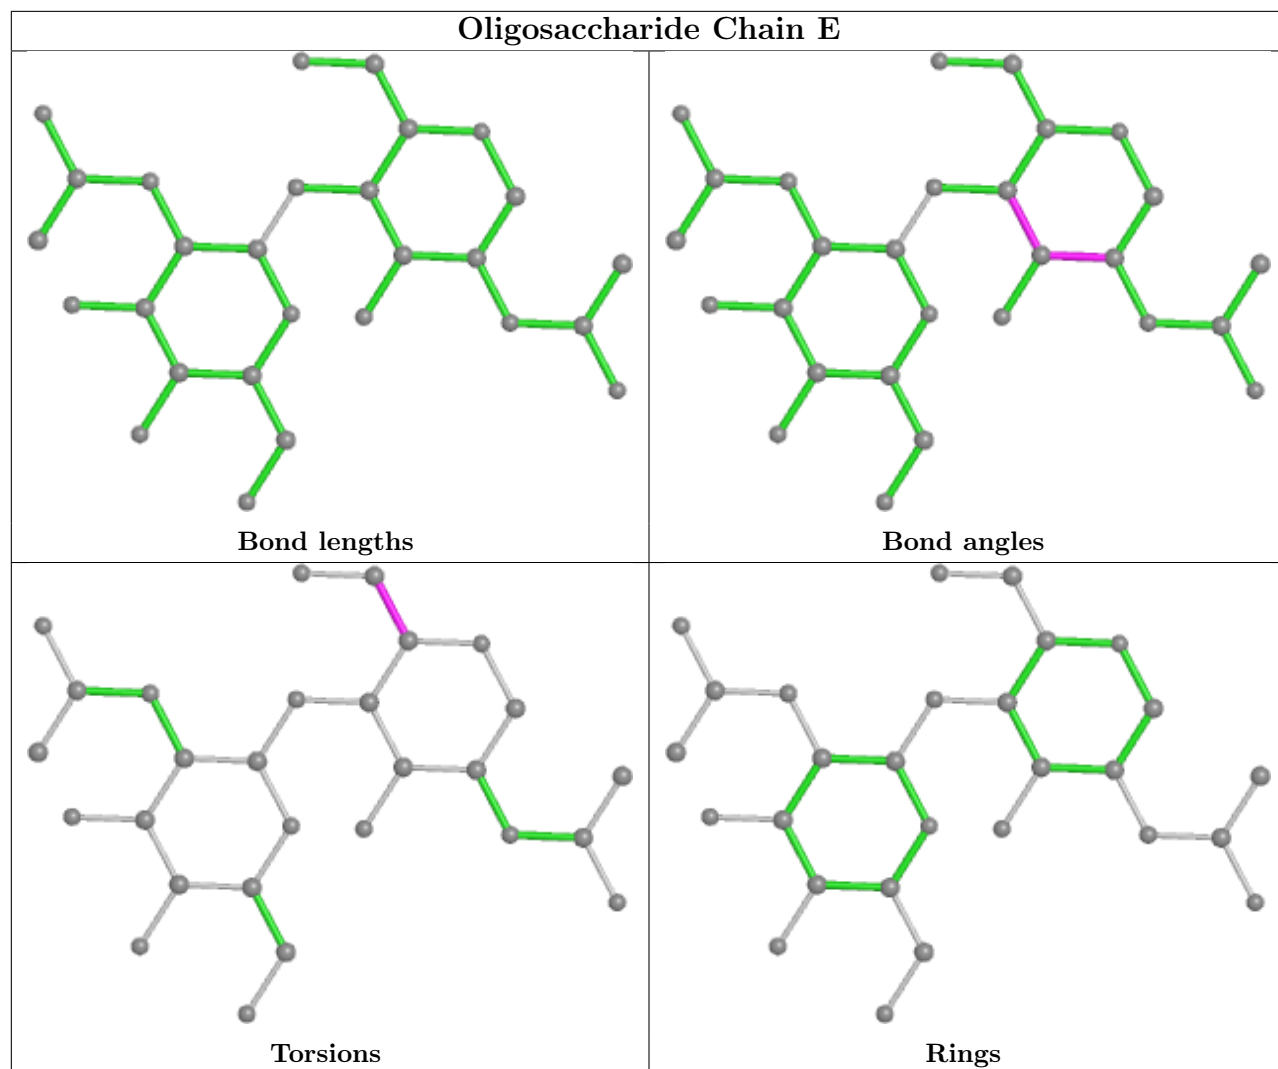 Oligosaccharide Chain E
Bond lengths
Bond angles
Torsions
Rings